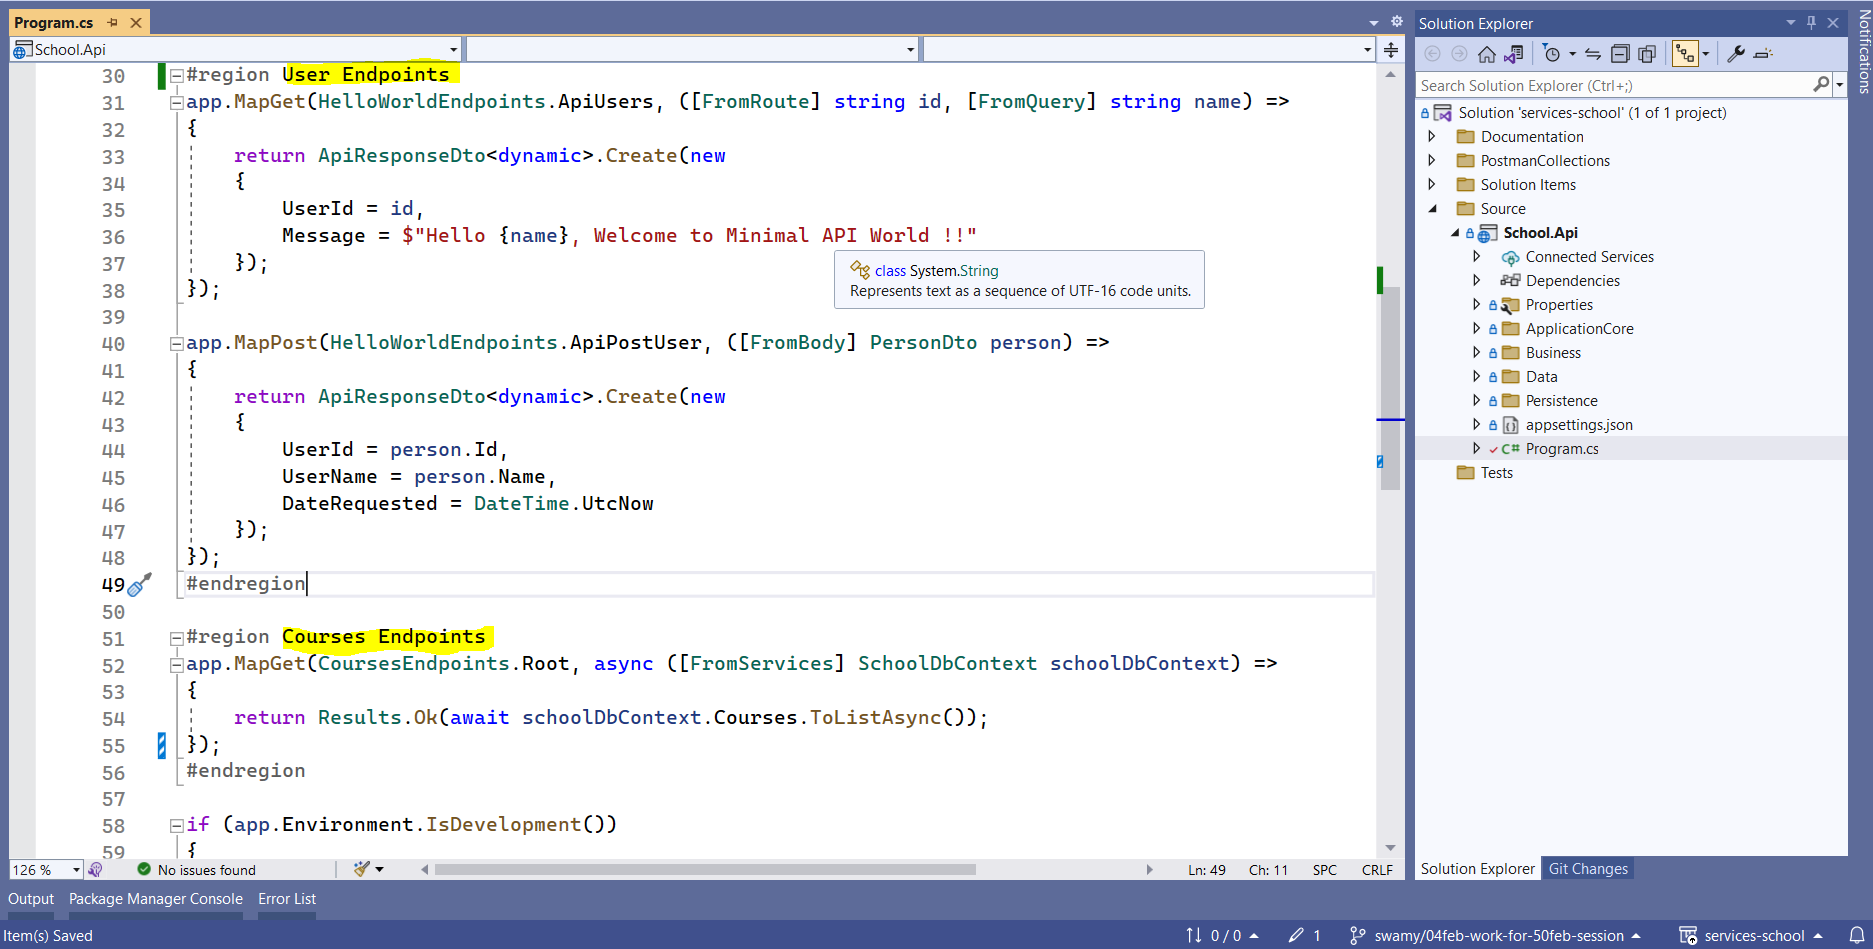 Program.cs
School.Api
30 #region User Endpoints
31 app.MapGet(HelloWorldEndpoints.ApiUsers, ([FromRoute] string id, [FromQuery] string name) =>
32 {
33 return ApiResponseDto<dynamic>.Create(new
34 {
35 UserId = id,
36 Message = $"Hello {name}, Welcome to Minimal API World !!"
37 });
class System.String
Represents text as a sequence of UTF-16 code units.
38 });
39
40 app.MapPost(HelloWorldEndpoints.ApiPostUser, ([FromBody] PersonDto person) =>
41 {
42 return ApiResponseDto<dynamic>.Create(new
43 {
44 UserId = person.Id,
45 UserName = person.Name,
46 DateRequested = DateTime.UtcNow
47 });
48 });
49 #endregion
50
51 #region Courses Endpoints
52 app.MapGet(CoursesEndpoints.Root, async ([FromServices] SchoolDbContext schoolDbContext) =>
53 {
54 return Results.Ok(await schoolDbContext.Courses.ToListAsync());
55 });
56 #endregion
57
58 if (app.Environment.IsDevelopment())
59 {
126 % No issues found Ln: 49 Ch: 11 SPC CRLF
Solution Explorer
Search Solution Explorer (Ctrl+;)
Solution 'services-school' (1 of 1 project)
Documentation
PostmanCollections
Solution Items
Source
School.Api
Connected Services
Dependencies
Properties
ApplicationCore
Business
Data
Persistence
appsettings.json
C# Program.cs
Tests
Solution Explorer Git Changes
Notifications
Output Package Manager Console Error List
Item(s) Saved 0 / 0 1 swamy/04feb-work-for-50feb-session services-school